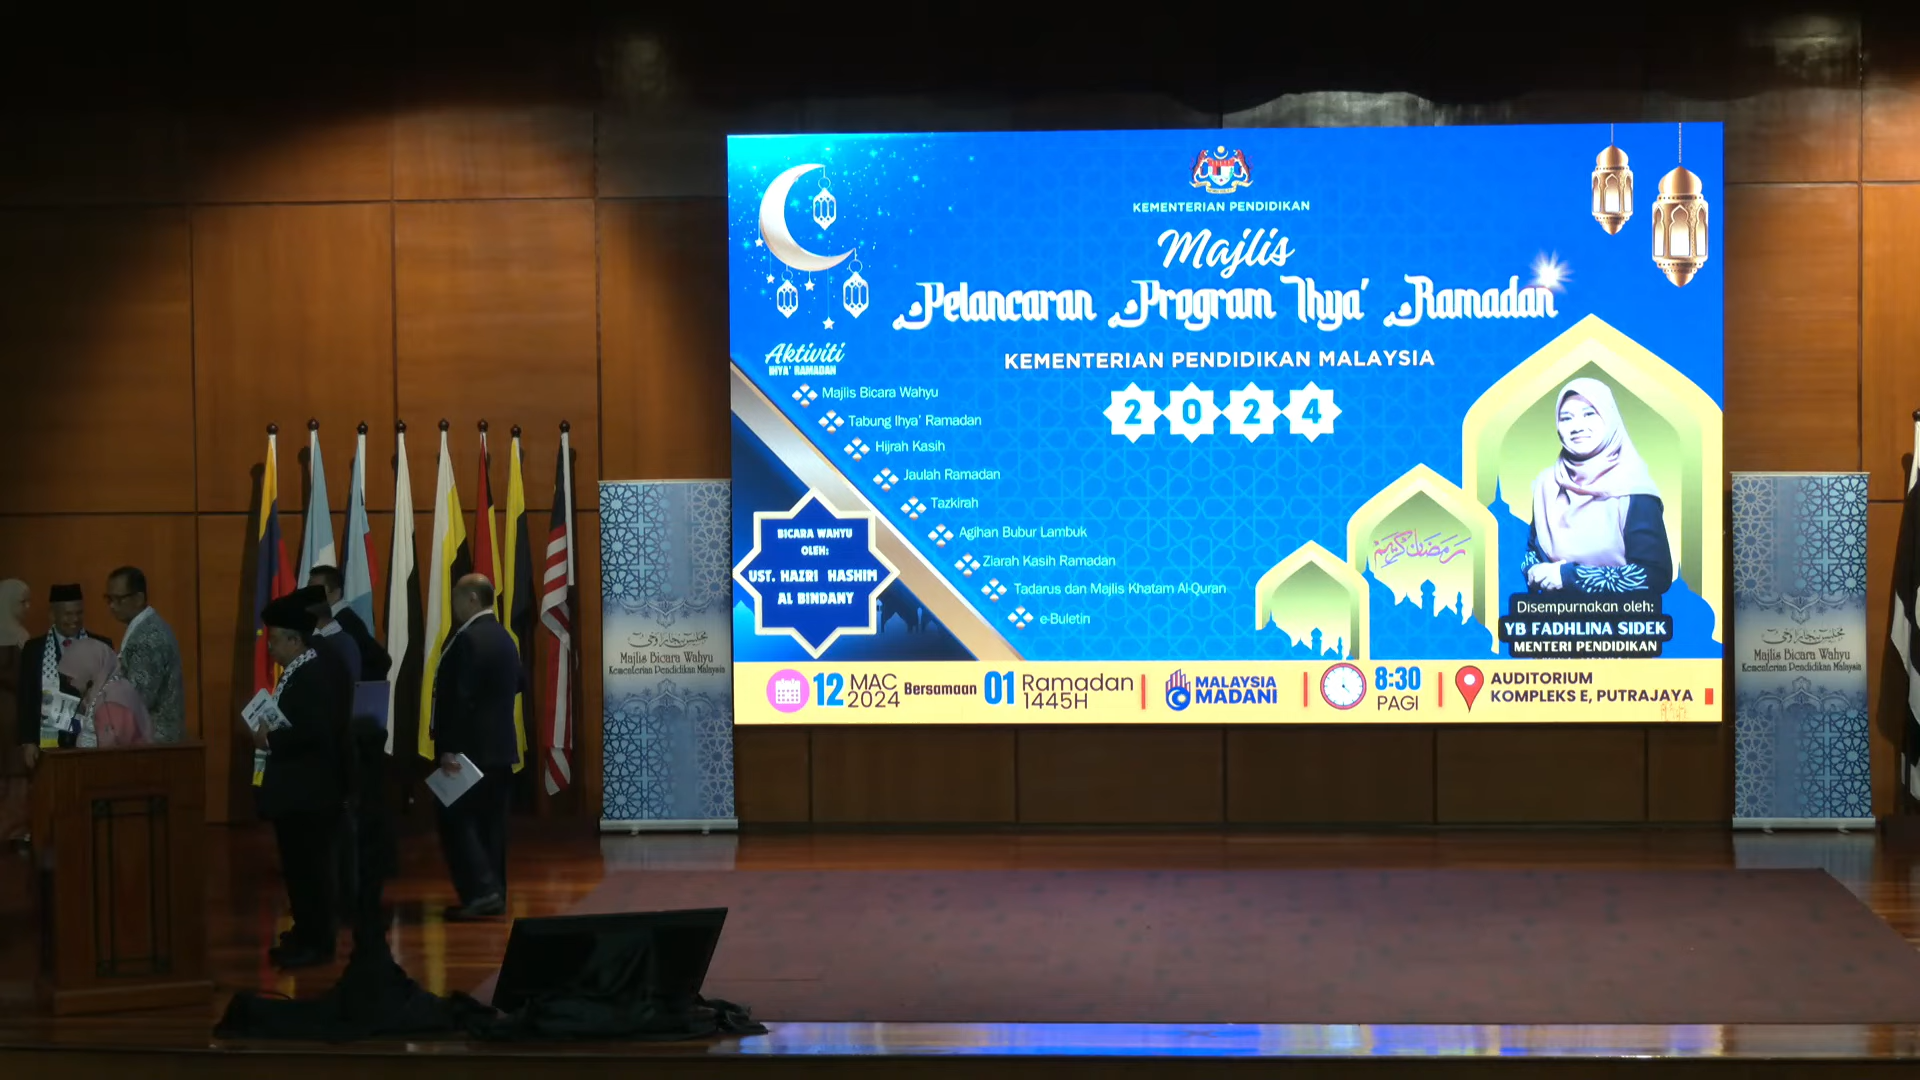 KEMENTERIAN PENDIDIKAN
Majlis
Pelancaran Program Ihya' Ramadan
KEMENTERIAN PENDIDIKAN MALAYSIA
2024
Aktiviti
IHYA' RAMADAN
Majlis Bicara Wahyu
Tabung Ihya' Ramadan
Hijrah Kasih
Jaulah Ramadan
Tazkirah
Agihan Bubur Lambuk
Ziarah Kasih Ramadan
Tadarus dan Majlis Khatam Al-Quran
e-Buletin
BICARA WAHYU
OLEH:
UST. HAZRI HASHIM
AL BINDANY
رمضان كريم
Disempurnakan oleh:
YB FADHLINA SIDEK
MENTERI PENDIDIKAN
12 MAC 2024 Bersamaan 01 Ramadan 1445H
MALAYSIA MADANI
8:30 PAGI
AUDITORIUM
KOMPLEKS E, PUTRAJAYA
Majlis Bicara Wahyu
Kementerian Pendidikan Malaysia
Majlis Bicara Wahyu
Kementerian Pendidikan Malaysia